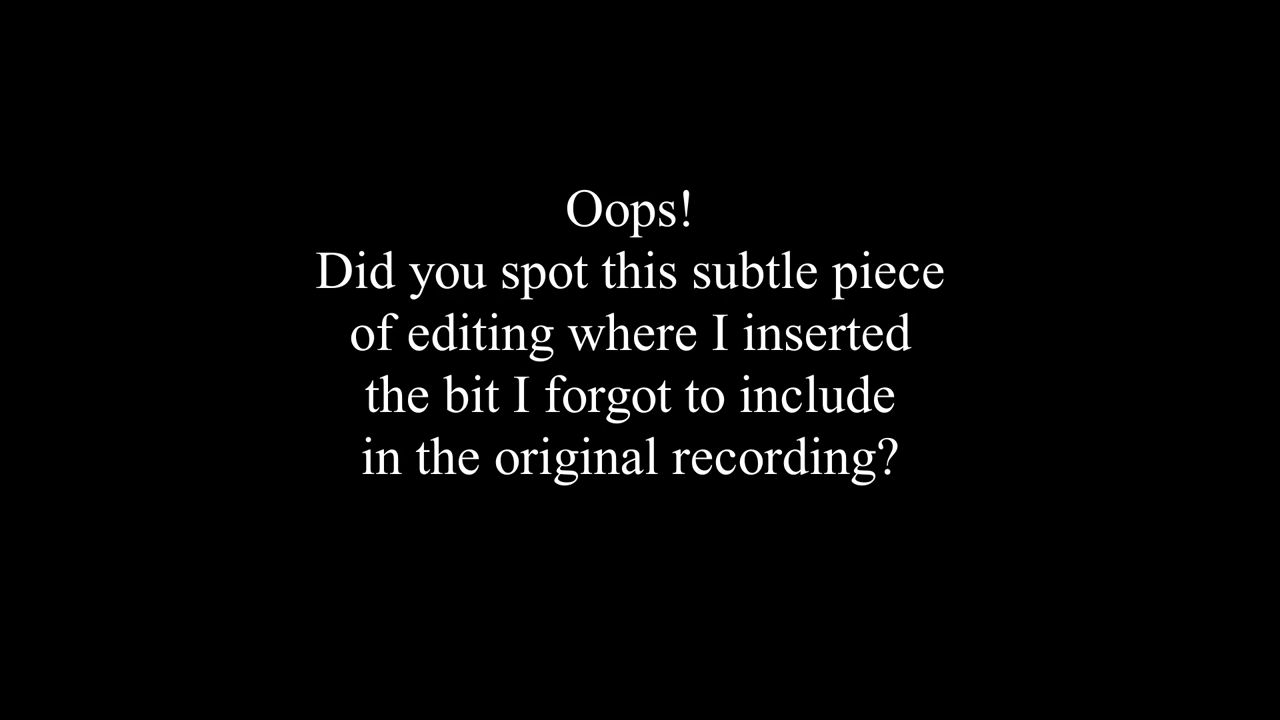 Oops!
Did you spot this subtle piece
of editing where I inserted
the bit I forgot to include
in the original recording?